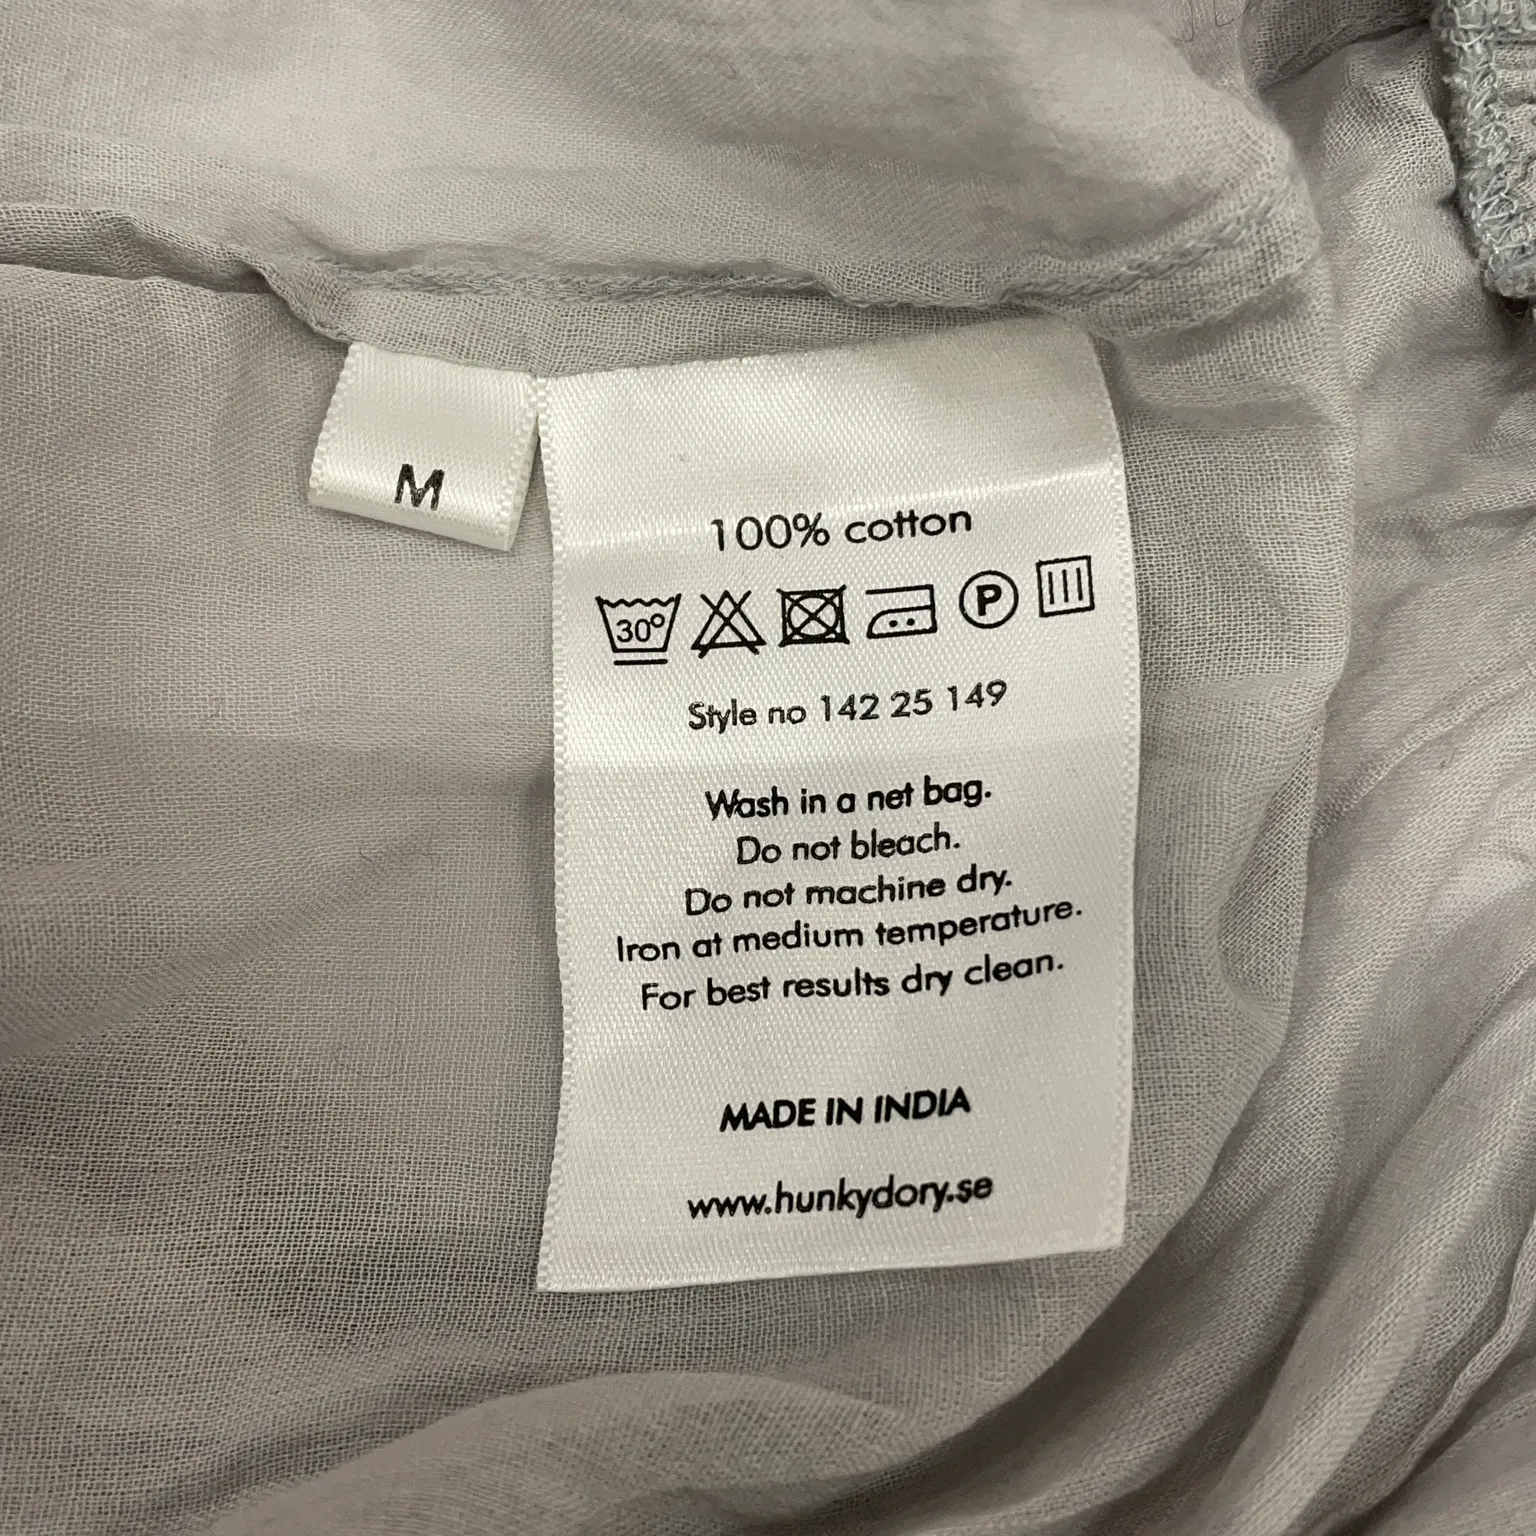 M
100% cotton
30°
P
Style no 142 25 149
Wash in a net bag.
Do not bleach.
Do not machine dry.
Iron at medium temperature.
For best results dry clean.
MADE IN INDIA
www.hunkydory.se